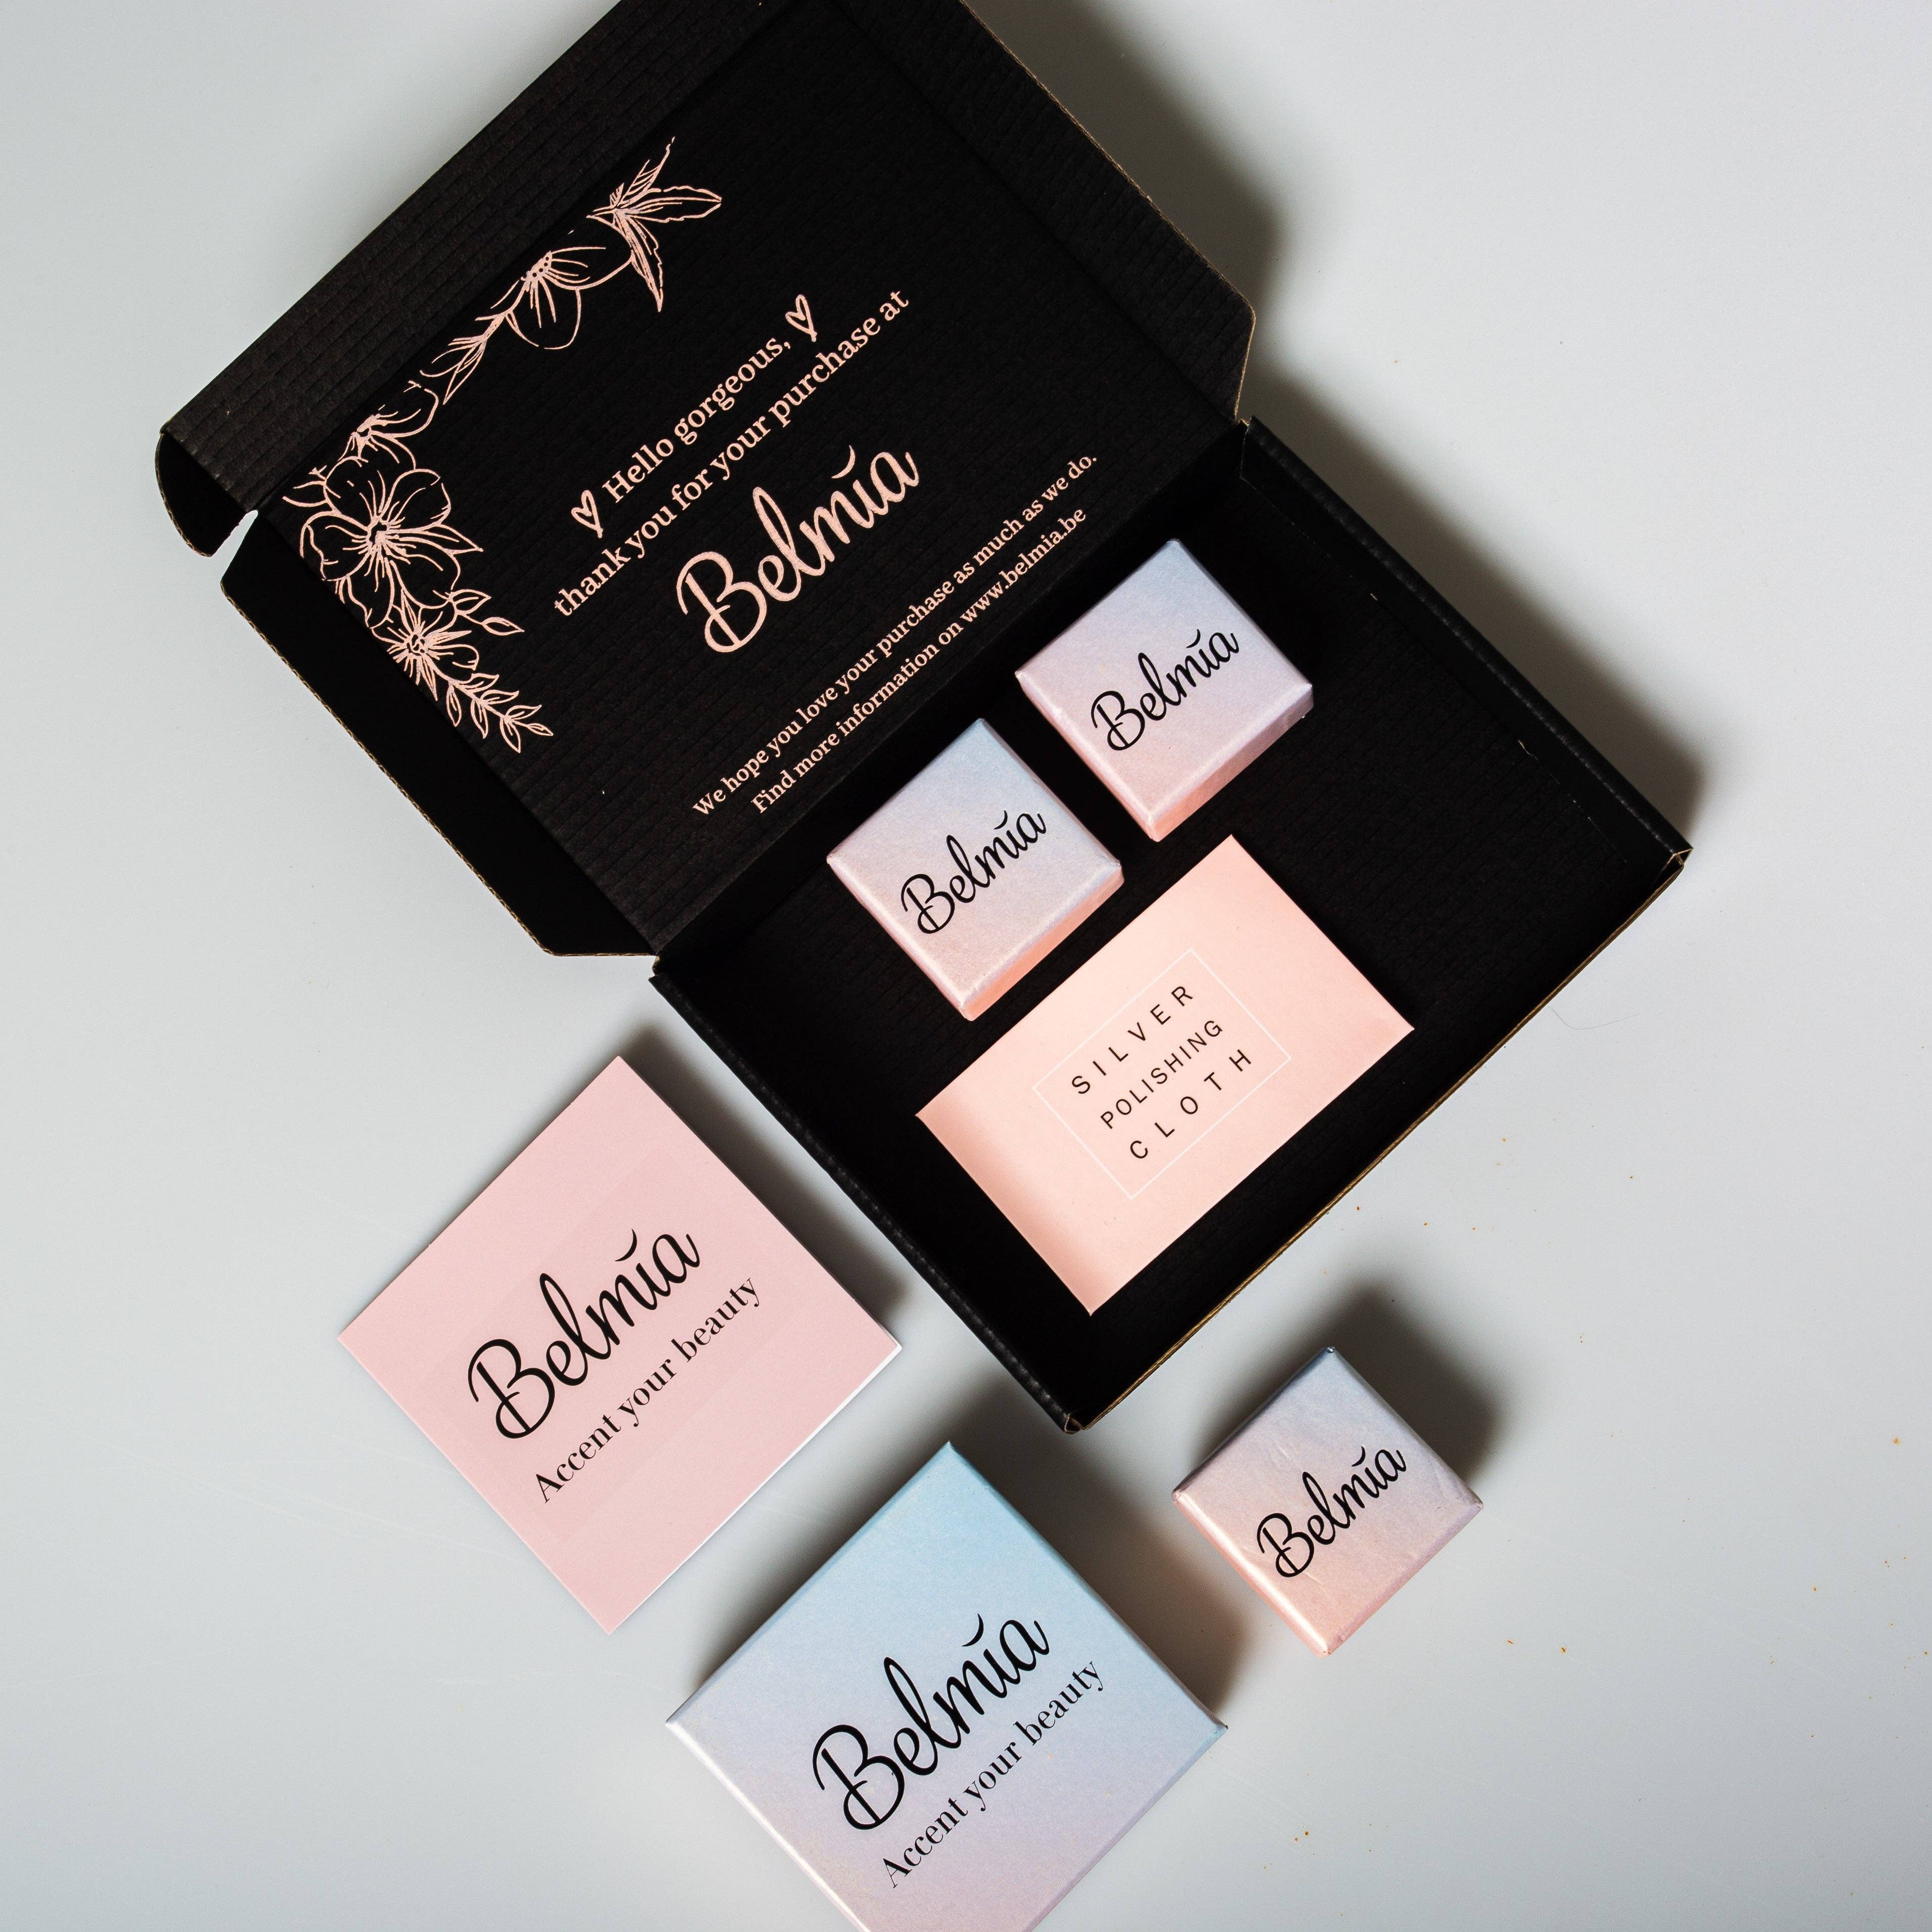 Hello gorgeous,
thank you for your purchase at
Belmia
We hope you love your purchase as much as we do.
Find more information on www.belmia.be
Belmia
Belmia
SILVER
POLISHING
CLOTH
Belmia
Accent your beauty
Belmia
Belmia
Accent your beauty